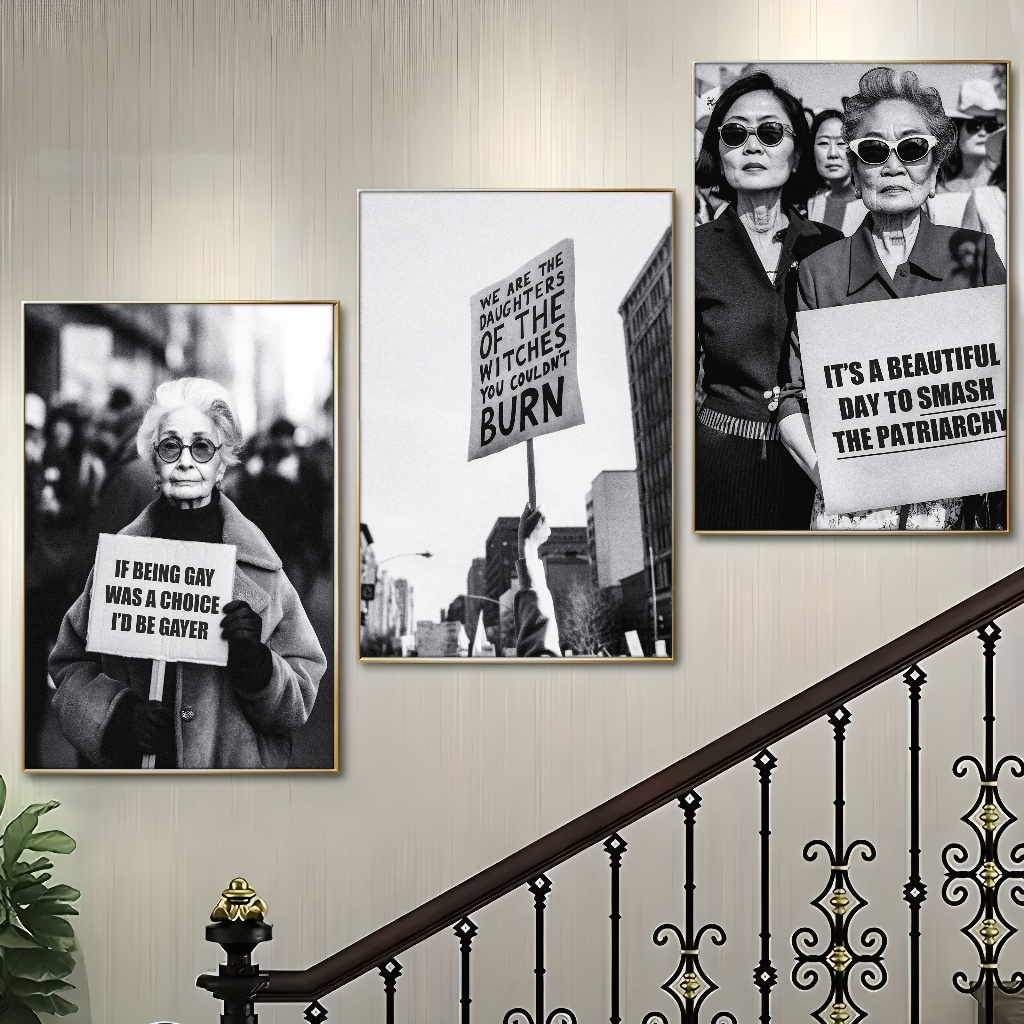 IF BEING GAY
WAS A CHOICE
I'D BE GAYER
WE ARE THE
DAUGHTERS
OF THE
WITCHES
YOU COULDN'T
BURN
IT'S A BEAUTIFUL
DAY TO SMASH
THE PATRIARCHY